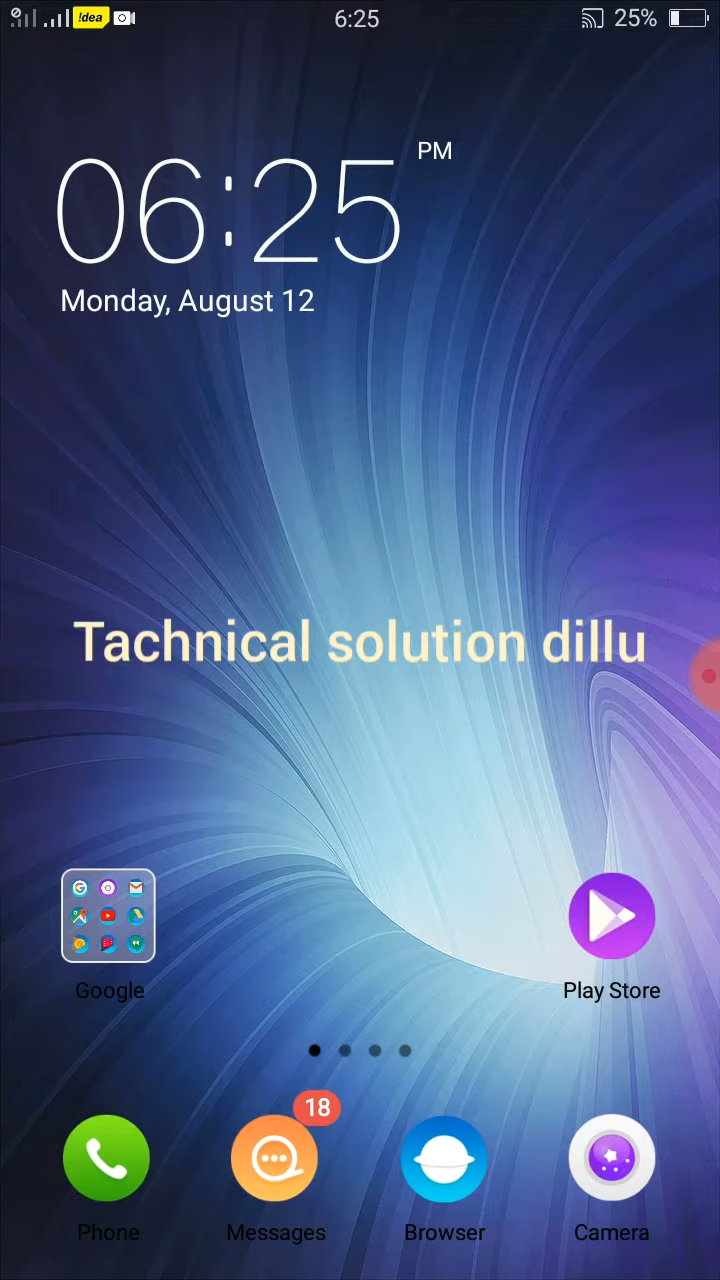 !dea
6:25
25%
06:25
PM
Monday, August 12
Tachnical solution dillu
Google
Play Store
18
Phone
Messages
Browser
Camera